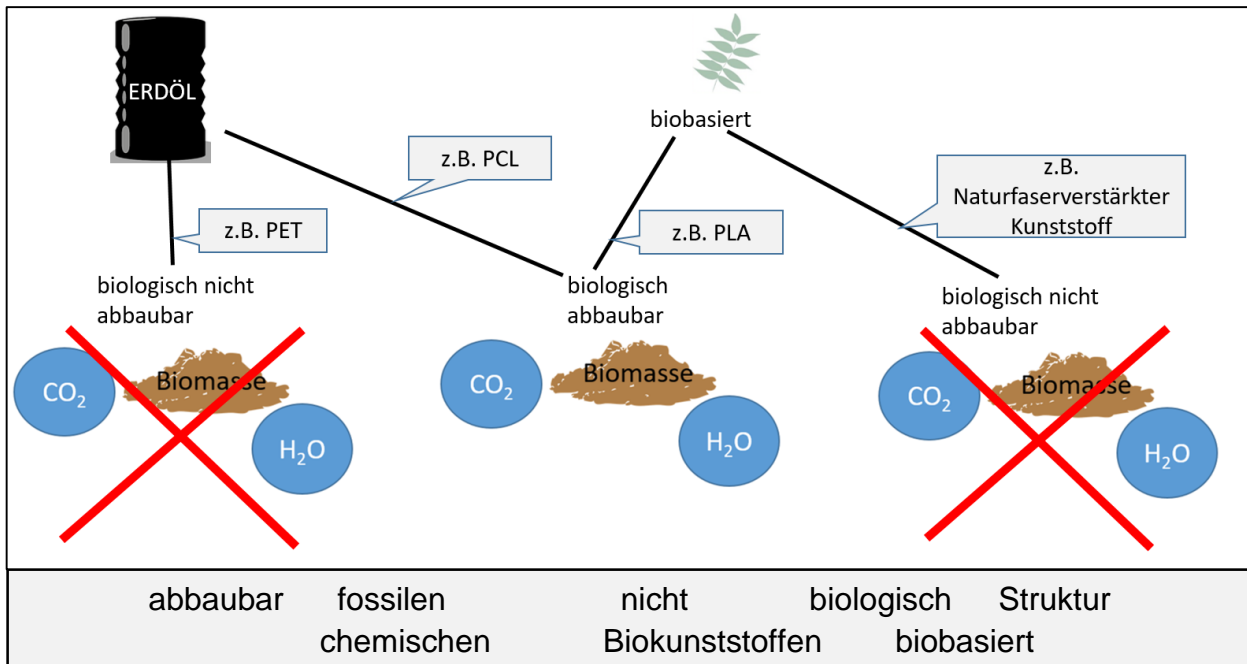 ERDÖL
biobasiert
z.B. PCL
z.B.
Naturfaserverstärkter
Kunststoff
z.B. PET
z.B. PLA
biologisch nicht
abbaubar
biologisch
abbaubar
biologisch nicht
abbaubar
CO₂
Biomasse
H₂O
CO₂
Biomasse
H₂O
CO₂
Biomasse
H₂O
abbaubar fossilen nicht biologisch Struktur
chemischen Biokunststoffen biobasiert